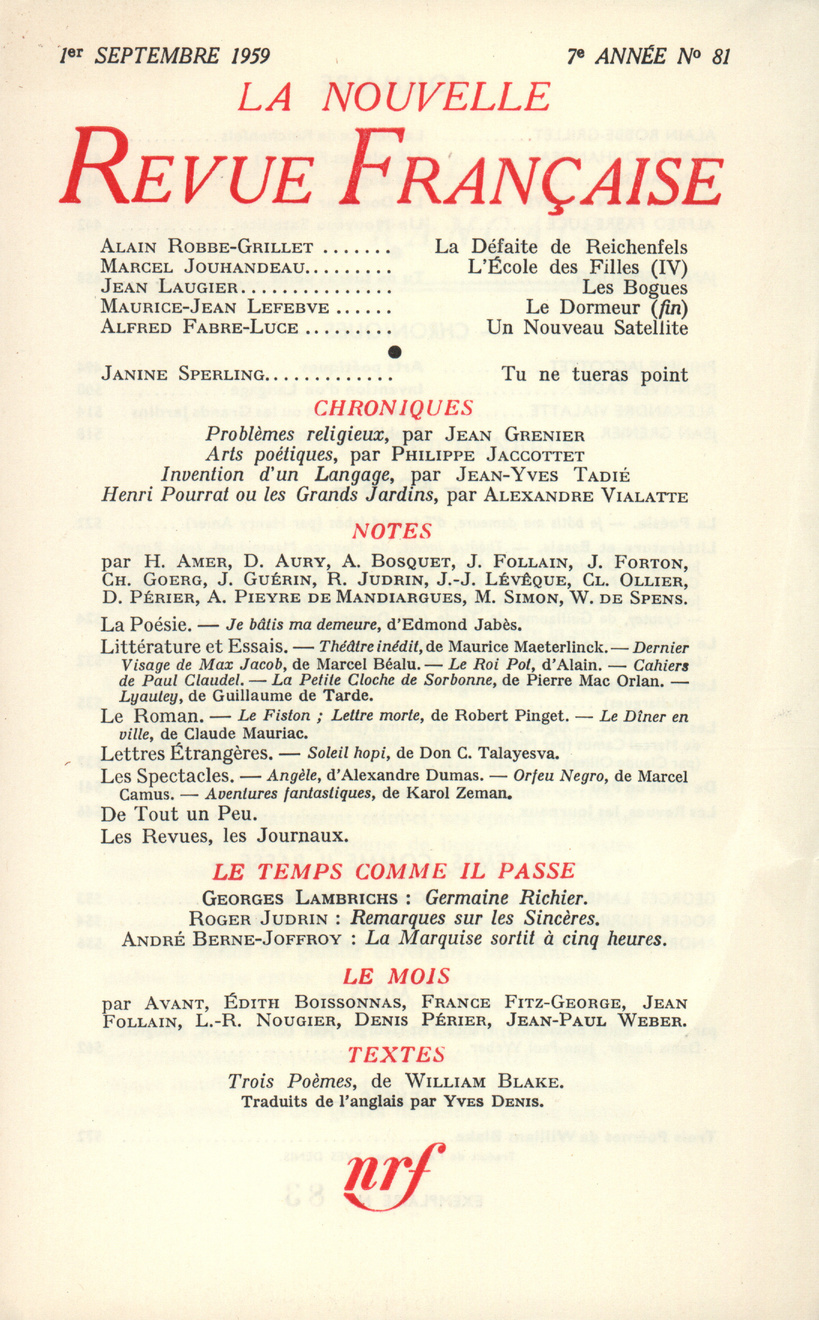 1er SEPTEMBRE 1959 7e ANNÉE No 81
LA NOUVELLE
REVUE FRANÇAISE
ALAIN ROBBE-GRILLET ....... La Défaite de Reichenfels
MARCEL JOUHANDEAU......... L'École des Filles (IV)
JEAN LAUGIER............... Les Bogues
MAURICE-JEAN LEFEBVE ...... Le Dormeur (fin)
ALFRED FABRE-LUCE ......... Un Nouveau Satellite
●
JANINE SPERLING............. Tu ne tueras point
CHRONIQUES
Problèmes religieux, par JEAN GRENIER
Arts poétiques, par PHILIPPE JACCOTTET
Invention d'un Langage, par JEAN-YVES TADIÉ
Henri Pourrat ou les Grands Jardins, par ALEXANDRE VIALATTE
NOTES
par H. AMER, D. AURY, A. BOSQUET, J. FOLLAIN, J. FORTON,
CH. GOERG, J. GUÉRIN, R. JUDRIN, J.-J. LÉVÊQUE, CL. OLLIER,
D. PÉRIER, A. PIEYRE DE MANDIARGUES, M. SIMON, W. DE SPENS.
La Poésie. — Je bâtis ma demeure, d'Edmond Jabès.
Littérature et Essais. — Théâtre inédit, de Maurice Maeterlinck. — Dernier
Visage de Max Jacob, de Marcel Béalu. — Le Roi Pot, d'Alain. — Cahiers
de Paul Claudel. — La Petite Cloche de Sorbonne, de Pierre Mac Orlan. —
Lyautey, de Guillaume de Tarde.
Le Roman. — Le Fiston ; Lettre morte, de Robert Pinget. — Le Dîner en
ville, de Claude Mauriac.
Lettres Étrangères. — Soleil hopi, de Don C. Talayesva.
Les Spectacles. — Angèle, d'Alexandre Dumas. — Orfeu Negro, de Marcel
Camus. — Aventures fantastiques, de Karol Zeman.
De Tout un Peu.
Les Revues, les Journaux.
LE TEMPS COMME IL PASSE
GEORGES LAMBRICHS : Germaine Richier.
ROGER JUDRIN : Remarques sur les Sincères.
ANDRÉ BERNE-JOFFROY : La Marquise sortit à cinq heures.
LE MOIS
par AVANT, ÉDITH BOISSONNAS, FRANCE FITZ-GEORGE, JEAN
FOLLAIN, L.-R. NOUGIER, DENIS PÉRIER, JEAN-PAUL WEBER.
TEXTES
Trois Poèmes, de WILLIAM BLAKE.
Traduits de l'anglais par YVES DENIS.
nrf